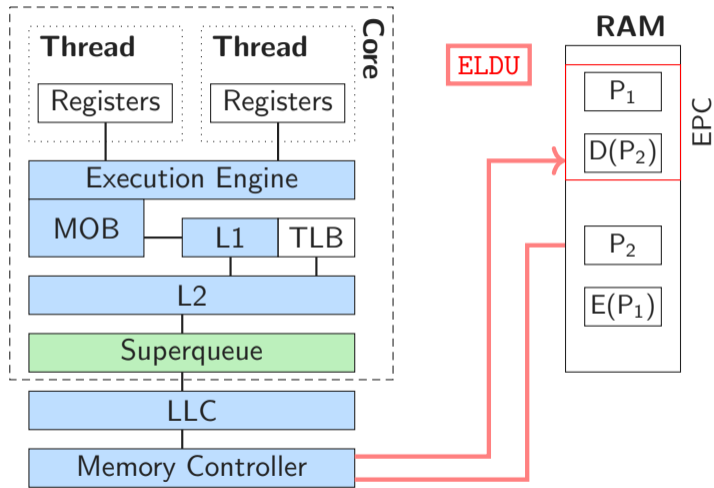 Thread
Thread
Core
Registers
Registers
Execution Engine
MOB
L1
TLB
L2
Superqueue
LLC
Memory Controller
ELDU
RAM
EPC
P₁
D(P₂)
P₂
E(P₁)